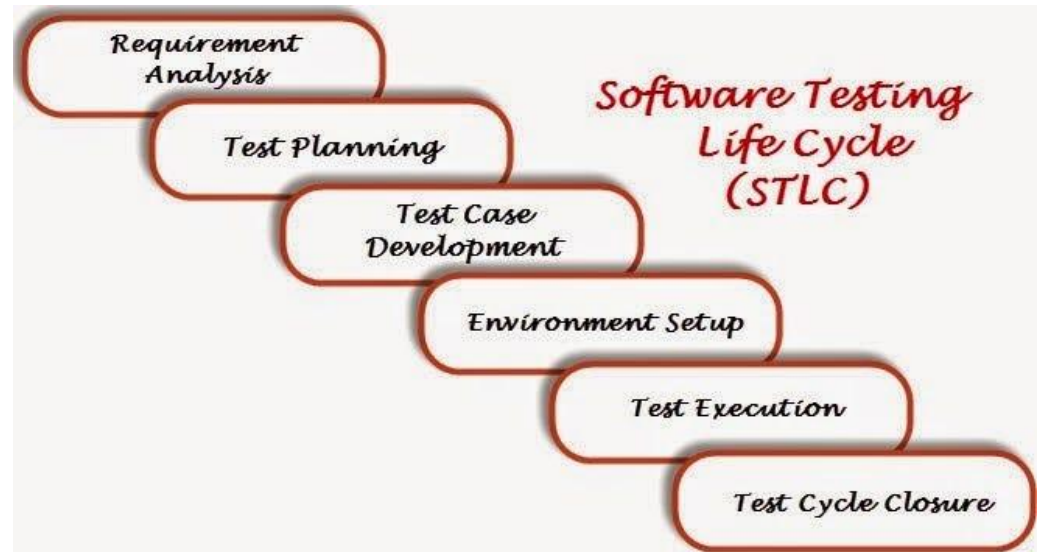 Requirement
Analysis
Software Testing
Life Cycle
(STLC)
Test Planning
Test Case
Development
Environment Setup
Test Execution
Test Cycle Closure